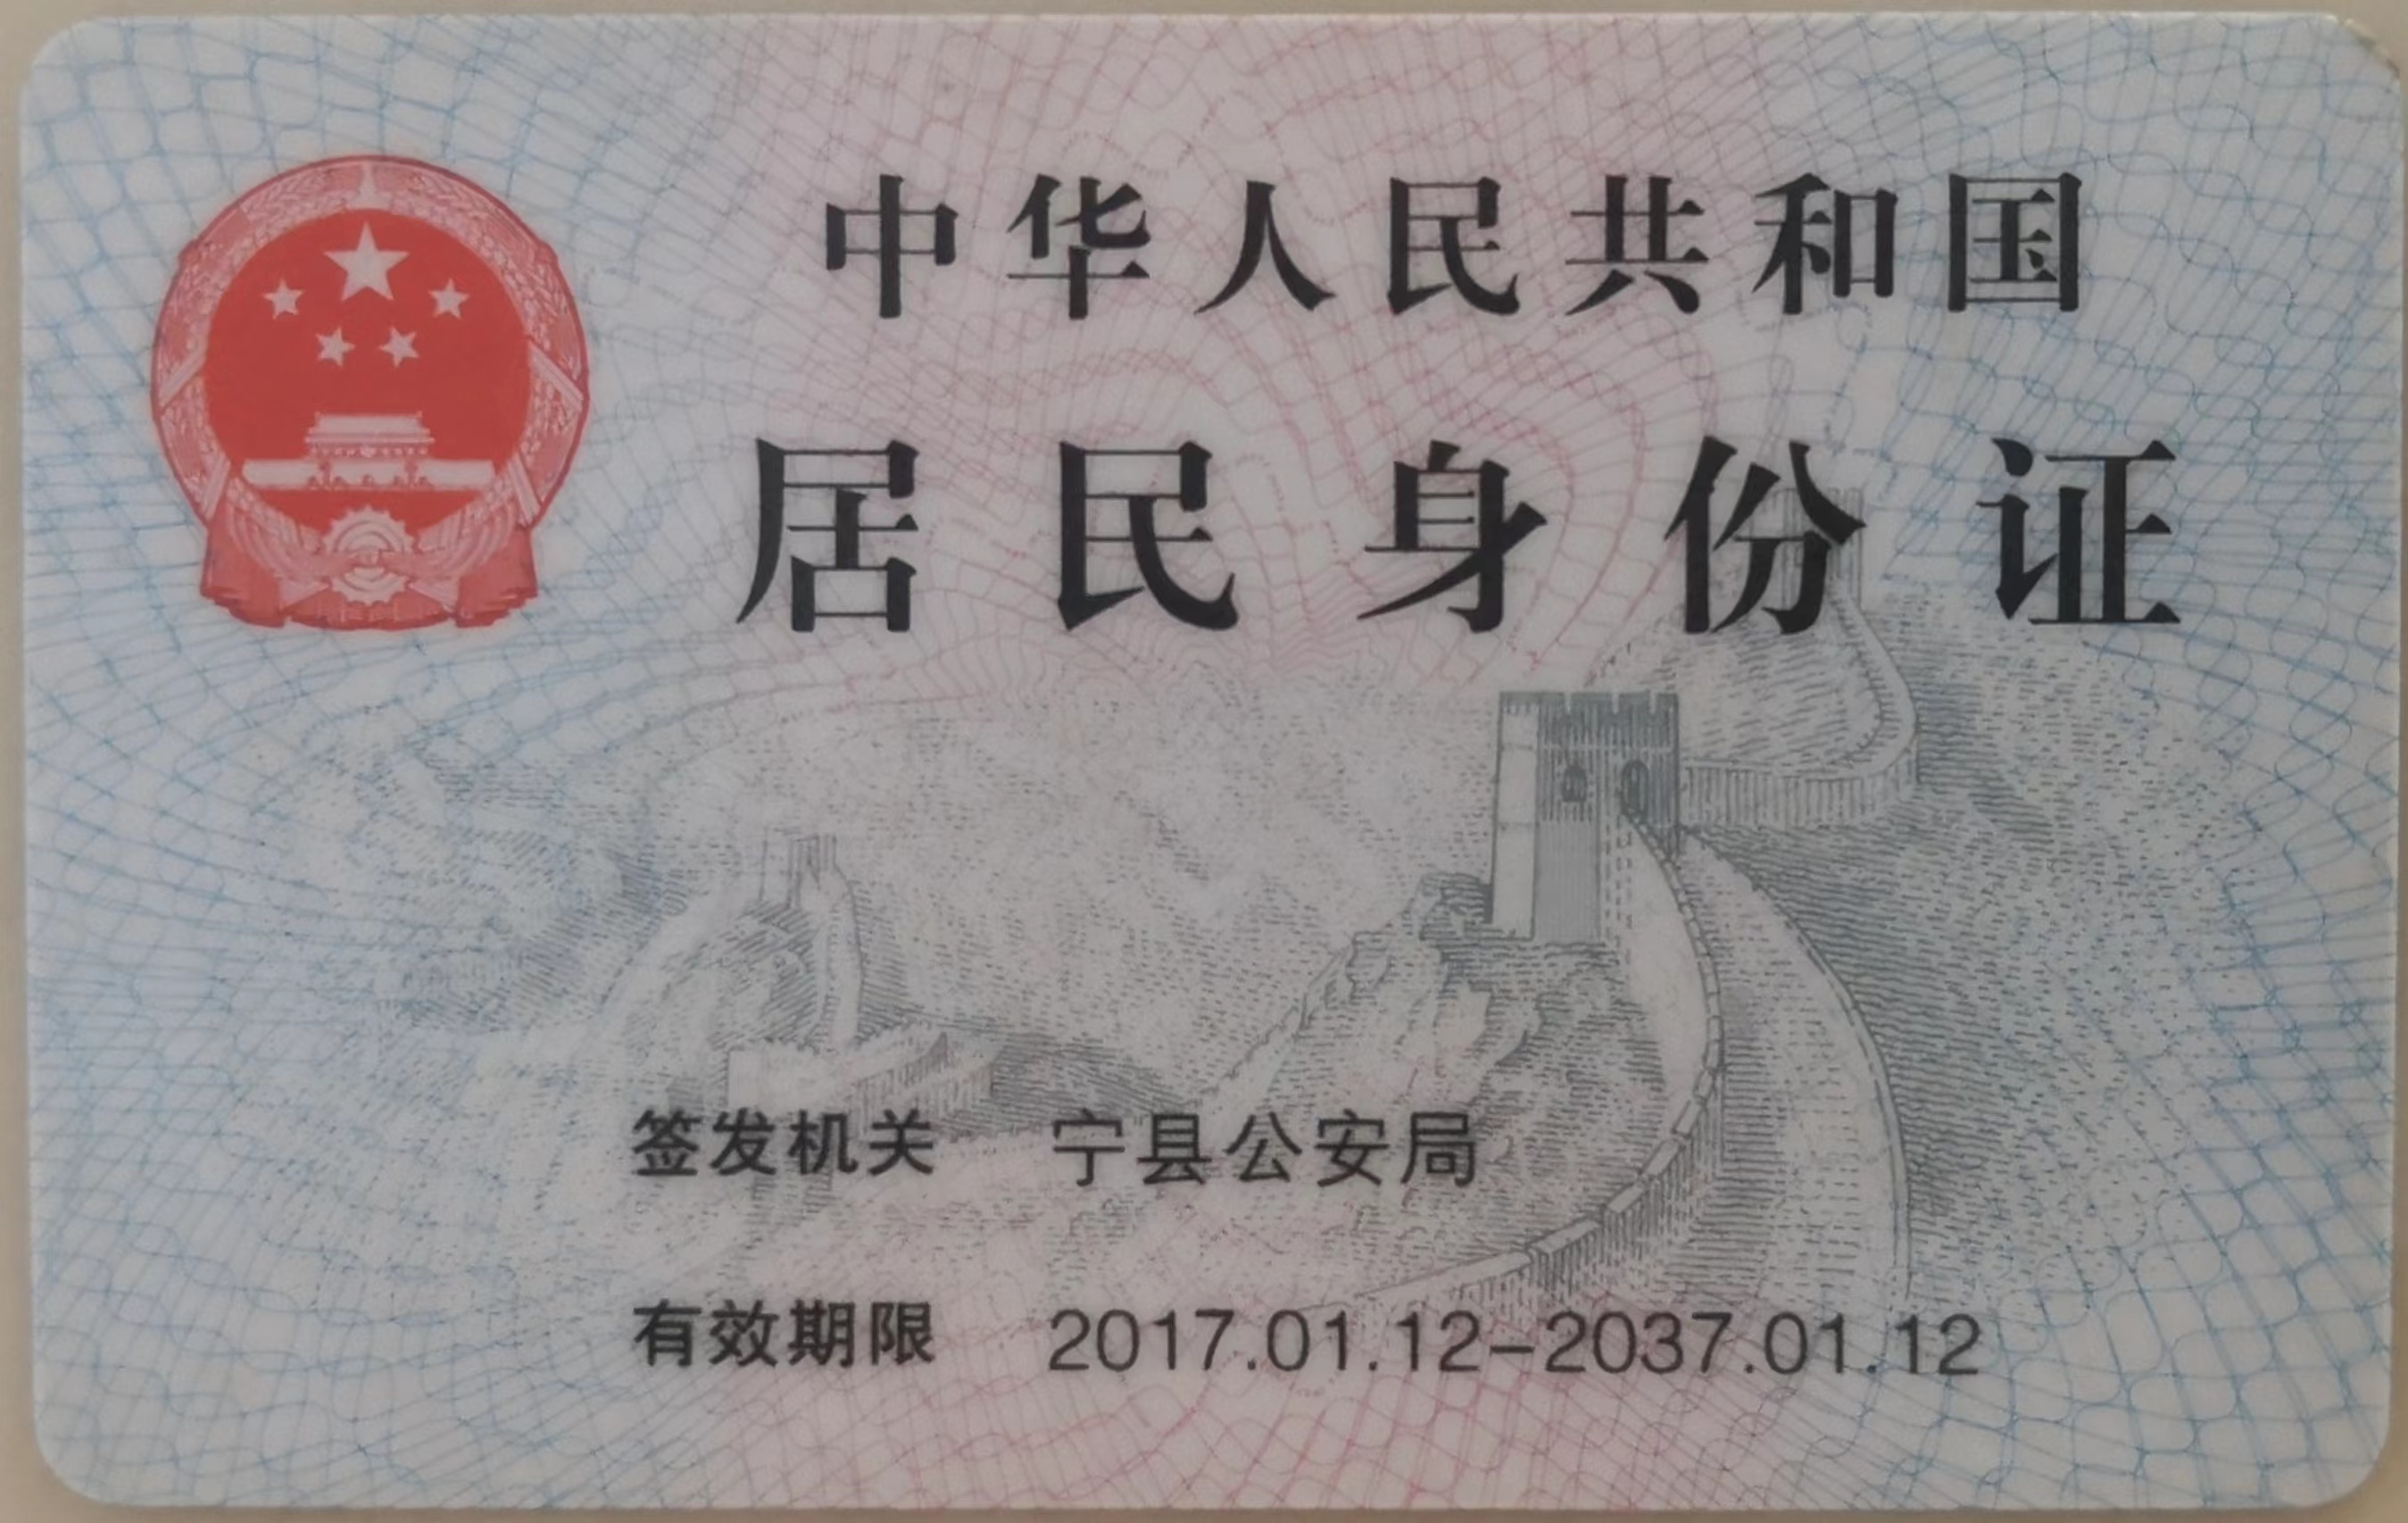 中华人民共和国
居民身份证
签发机关 宁县公安局
有效期限 2017.01.12-2037.01.12